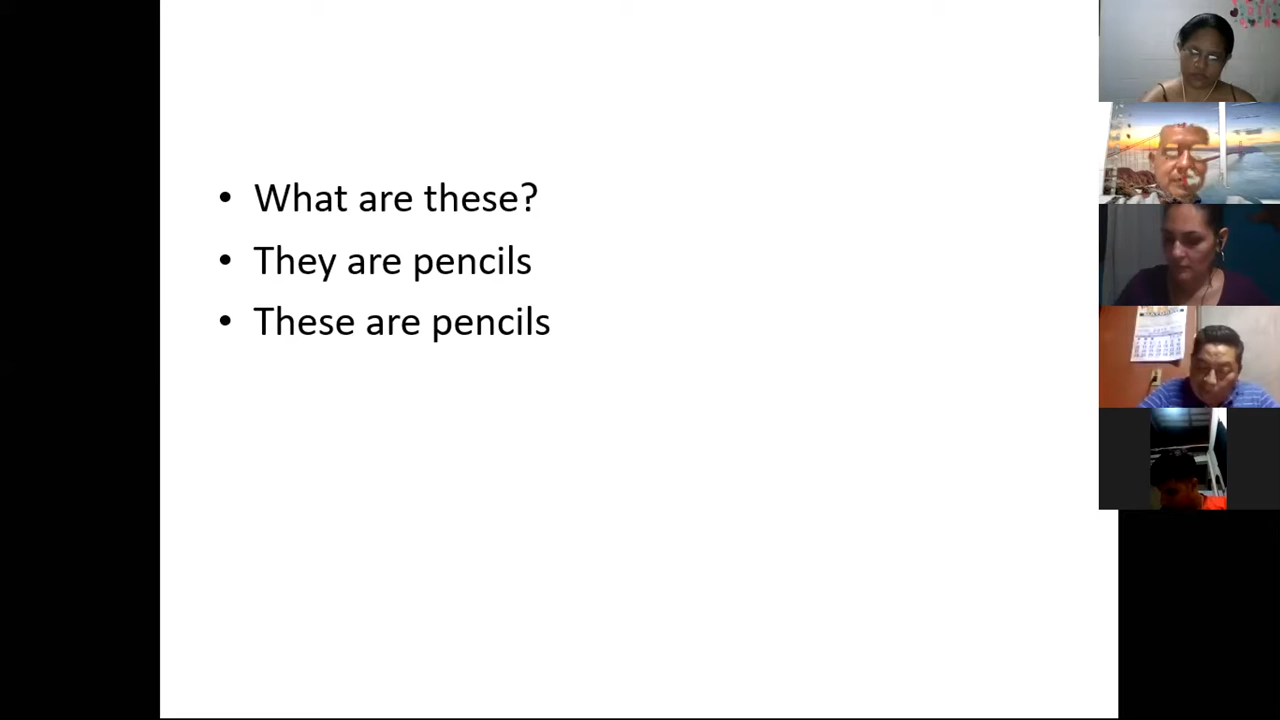 • What are these?
• They are pencils
• These are pencils